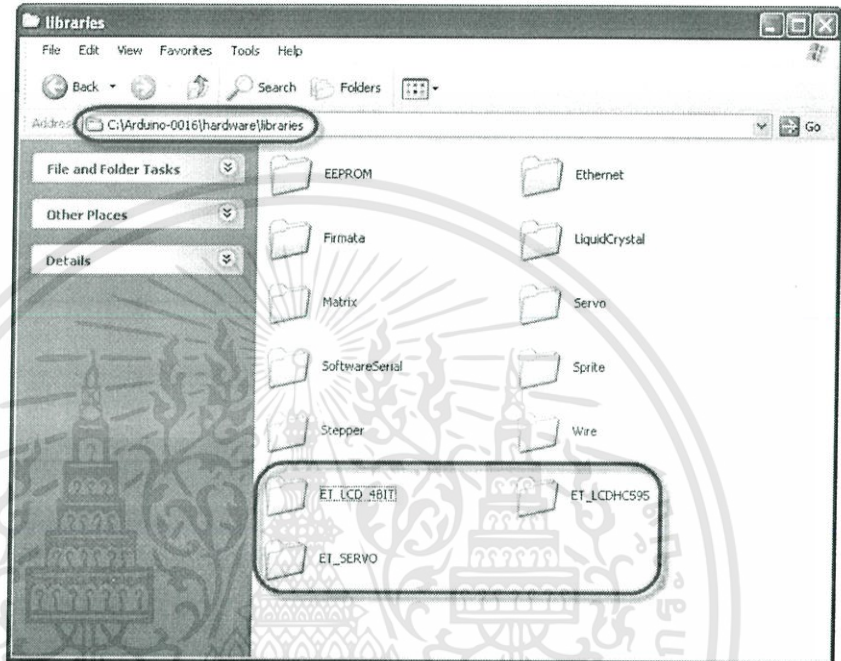 libraries
File Edit View Favorites Tools Help
Back Search Folders
Address C:\Arduino-0016\hardware\libraries Go
File and Folder Tasks
Other Places
Details
EEPROM Ethernet
Firmata LiquidCrystal
Matrix Servo
SoftwareSerial Sprite
Stepper Wire
ET_LCD_4BIT ET_LCDHC595
ET_SERVO